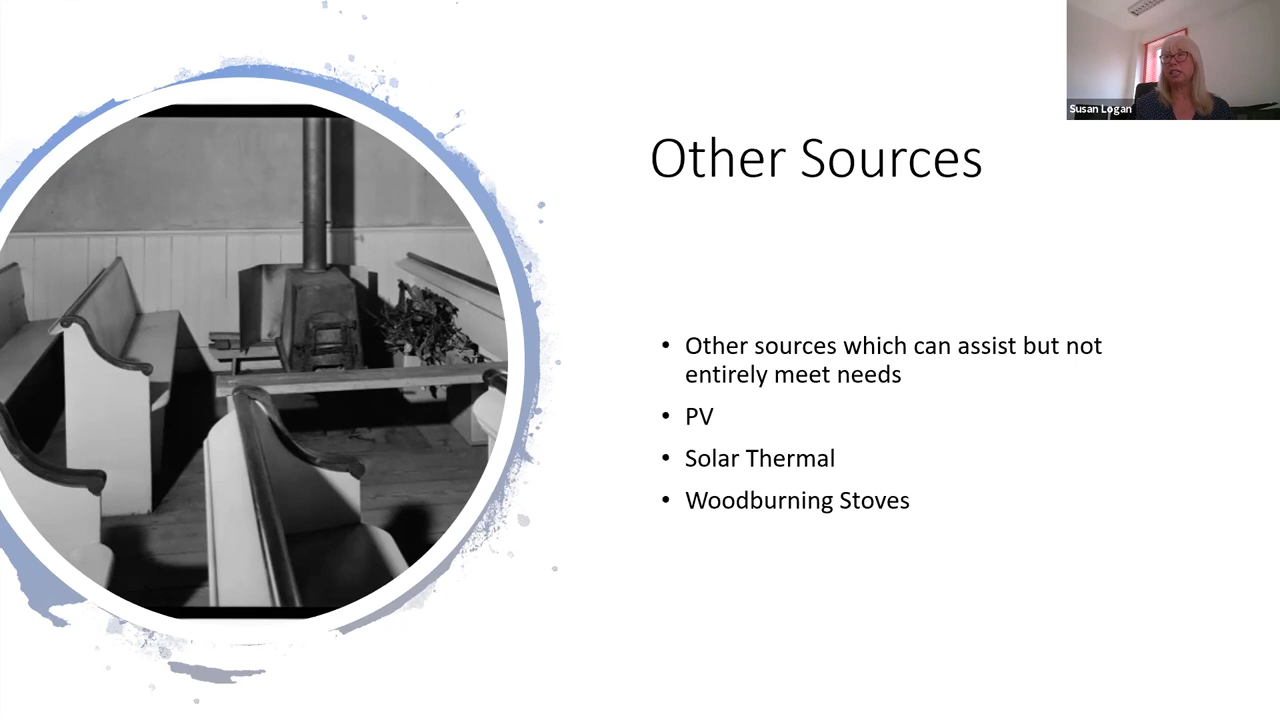 Susan Logan
Other Sources
• Other sources which can assist but not
entirely meet needs
• PV
• Solar Thermal
• Woodburning Stoves